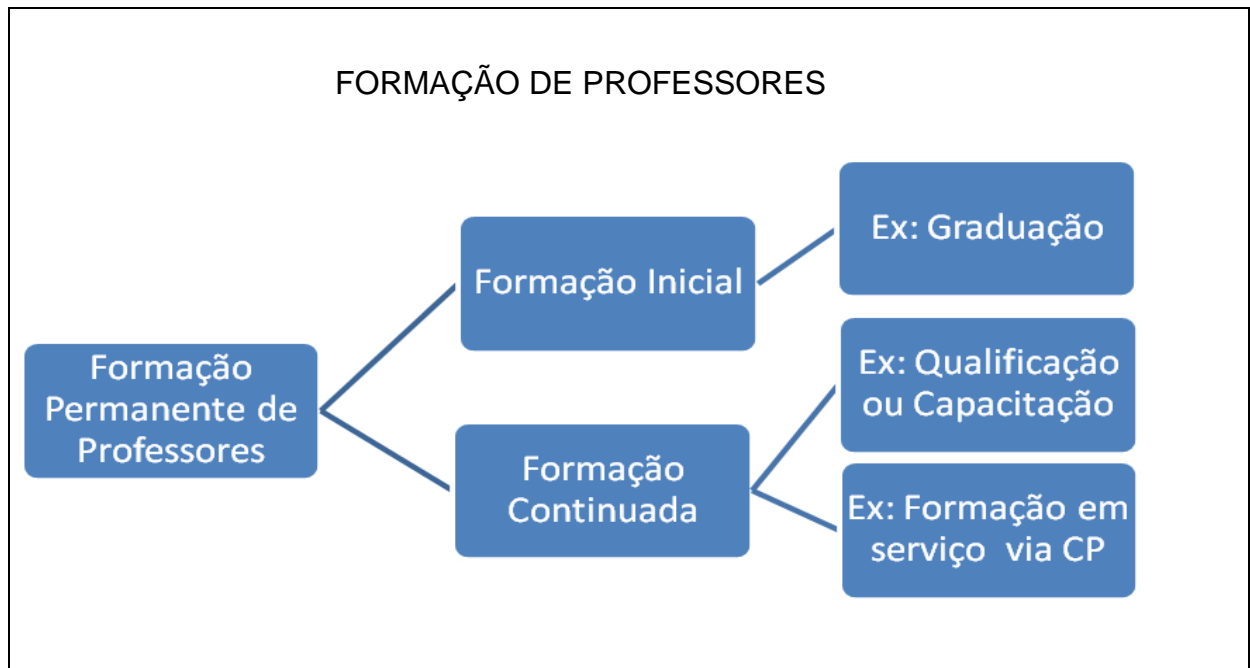 FORMAÇÃO DE PROFESSORES
Formação
Permanente de
Professores
Formação Inicial
Ex: Graduação
Formação
Continuada
Ex: Qualificação
ou Capacitação
Ex: Formação em
serviço via CP